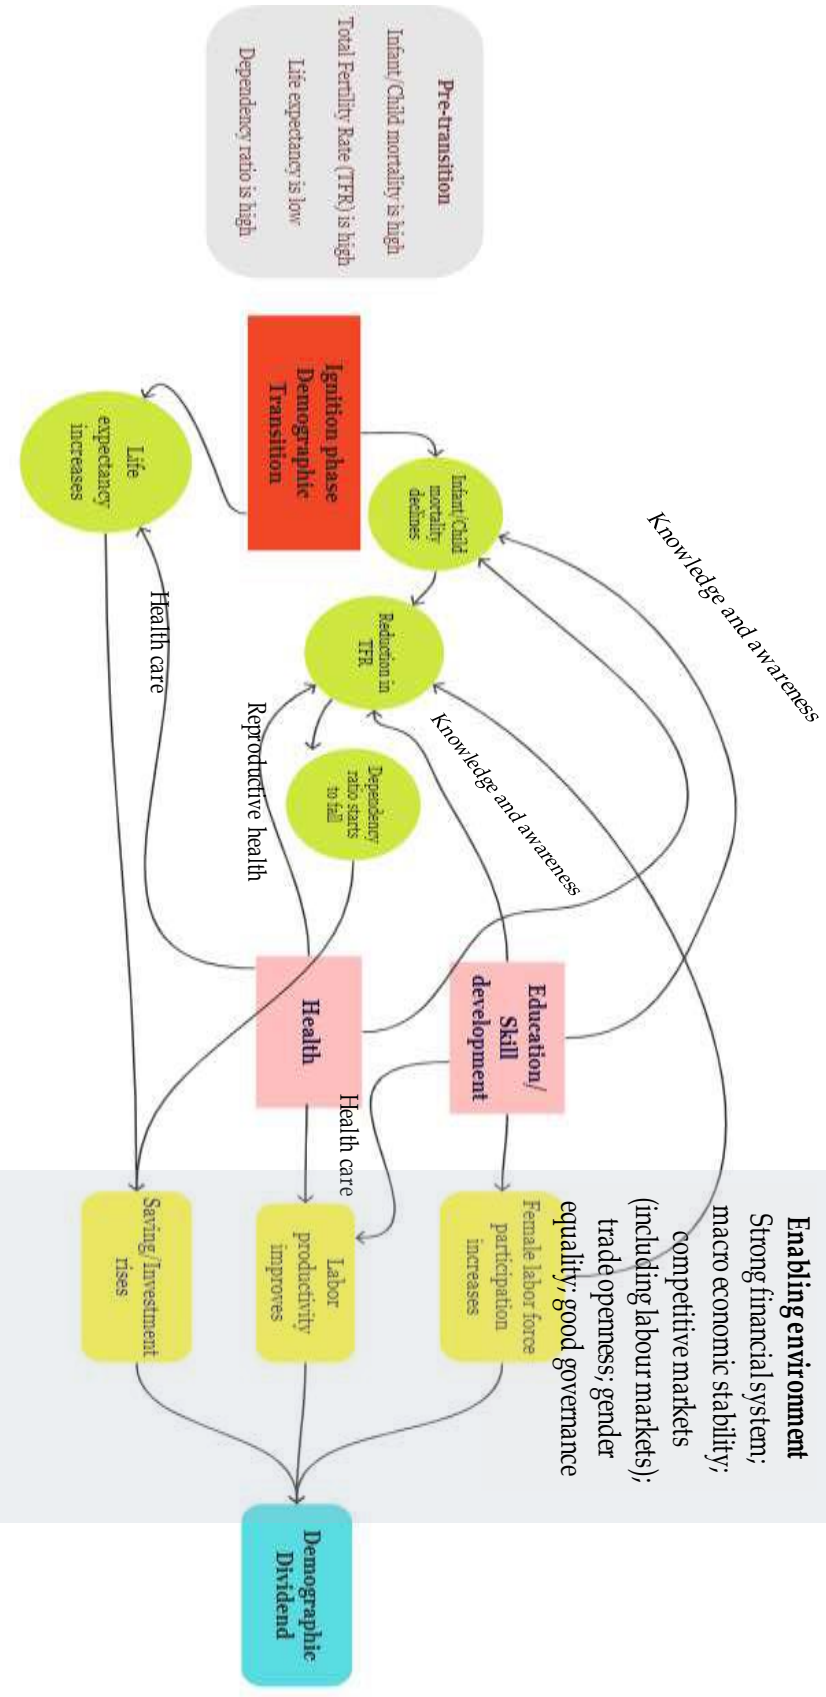 Pre-transition
Infant/Child mortality is high
Total Fertility Rate (TFR) is high
Life expectancy is low
Dependency ratio is high
Ignition phase
Demographic
Transition
Infant/Child
mortality
declines
Life
expectancy
increases
Reduction in
TFR
Dependency
ratio starts
to fall
Knowledge and awareness
Knowledge and awareness
Reproductive health
Health care
Education/
Skill
development
Health
Health care
Enabling environment
Strong financial system;
macro economic stability;
competitive markets
(including labour markets);
trade openness; gender
equality; good governance
Female labor force
participation
increases
Labor
productivity
improves
Saving/Investment
rises
Demographic
Dividend